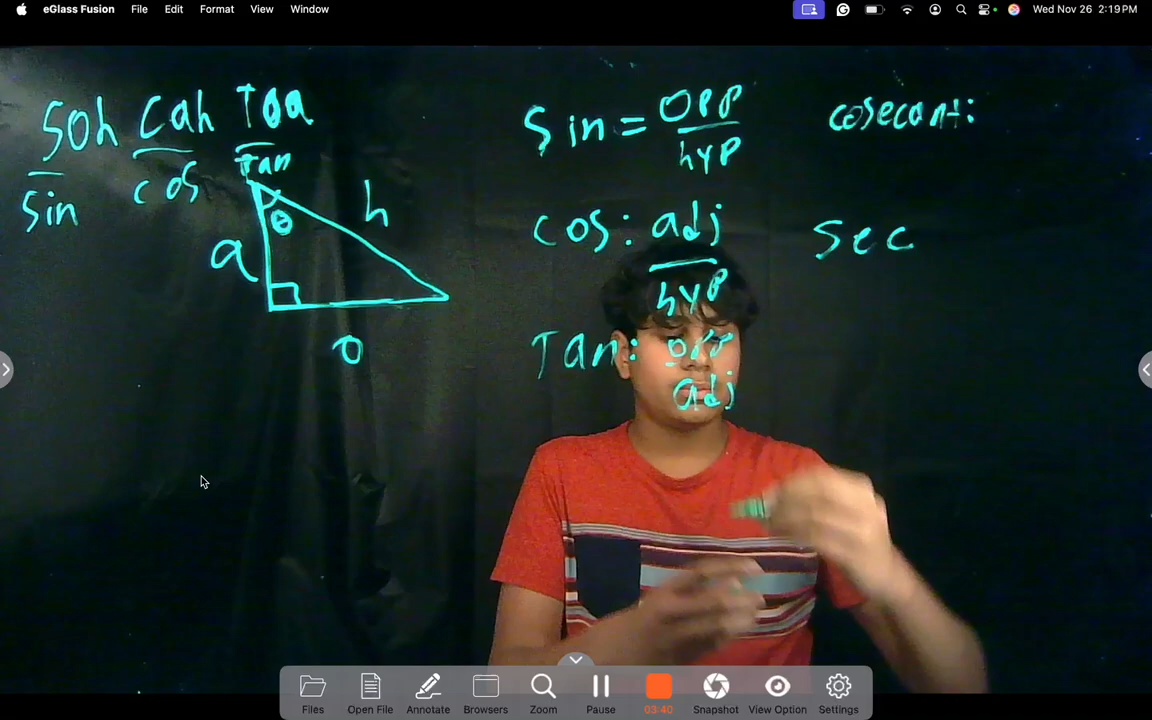 eGlass Fusion File Edit Format View Window Wed Nov 26 2:19 PM
Soh Cah Toa
sin cos Tan
θ
h
a
o
Sin = OPP
hyp
cosecant:
cos: adj
hyp
Sec
Tan: opp
adj
Files Open File Annotate Browsers Zoom Pause 03:40 Snapshot View Option Settings